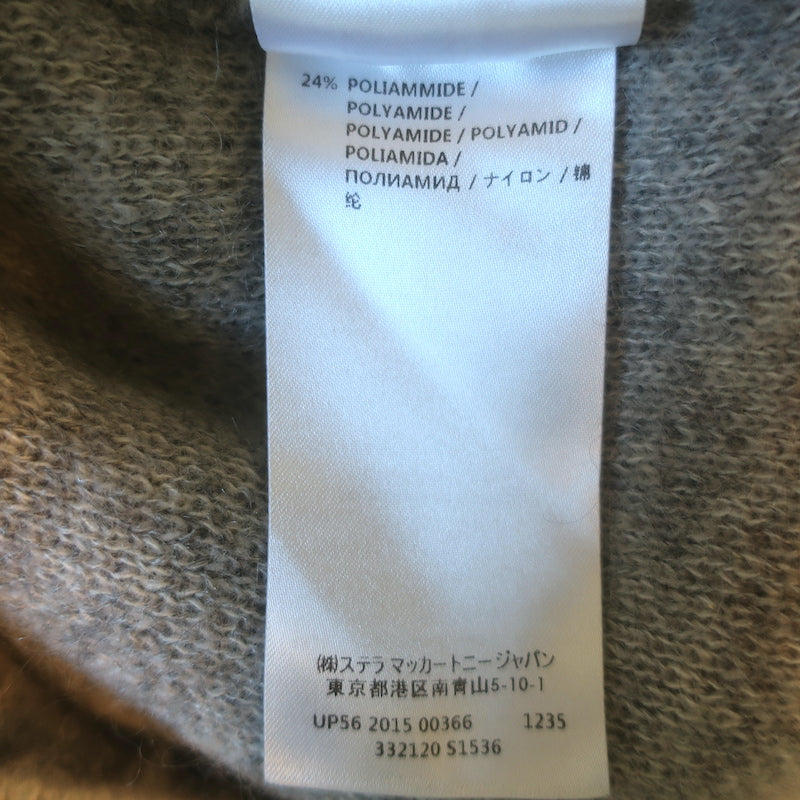 24% POLIAMMIDE /
POLYAMIDE /
POLYAMIDE / POLYAMID /
POLIAMIDA /
ПОЛИАМИД / ナイロン / 锦
纶
㈱ステラ マッカートニー ジャパン
東京都港区南青山5-10-1
UP56 2015 00366 1235
332120 S1536